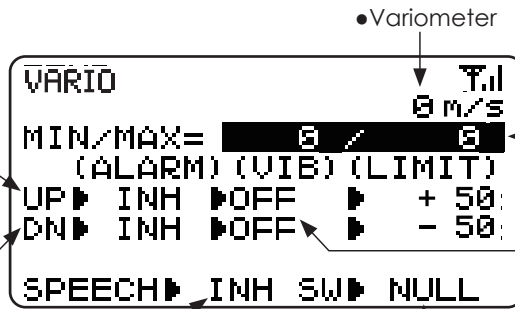 •Variometer
VARIO
0 m/s
MIN/MAX= 0 / 0
(ALARM) (VIB) (LIMIT)
UP▶ INH ▶OFF ▶ + 50
DN▶ INH ▶OFF ▶ - 50
SPEECH▶ INH SW▶ NULL